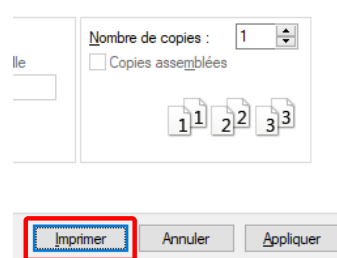 Nombre de copies : 1
lle
Copies assemblées
1 1 2 2 3 3
Imprimer Annuler Appliquer